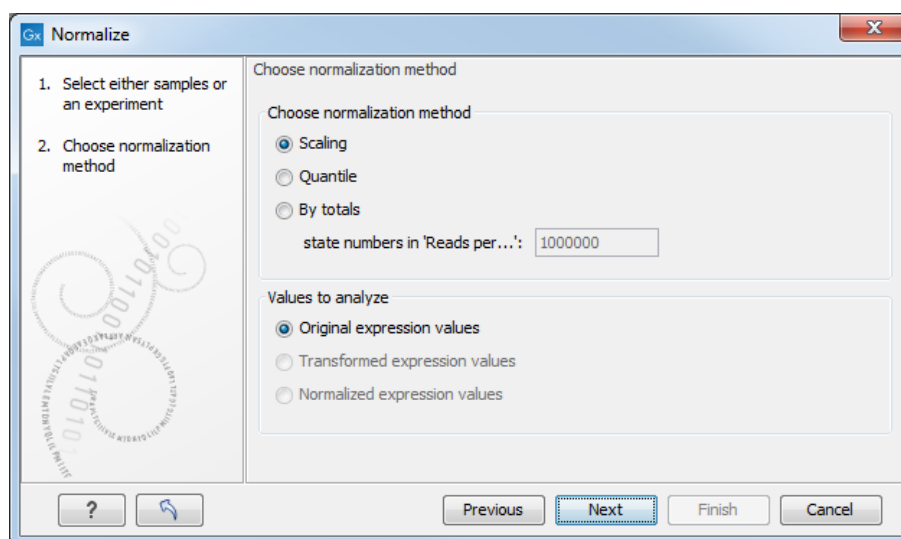 Gx Normalize
X
1. Select either samples or
an experiment
2. Choose normalization
method
Choose normalization method
Choose normalization method
Scaling
Quantile
By totals
state numbers in 'Reads per...': 1000000
Values to analyze
Original expression values
Transformed expression values
Normalized expression values
? Previous Next Finish Cancel